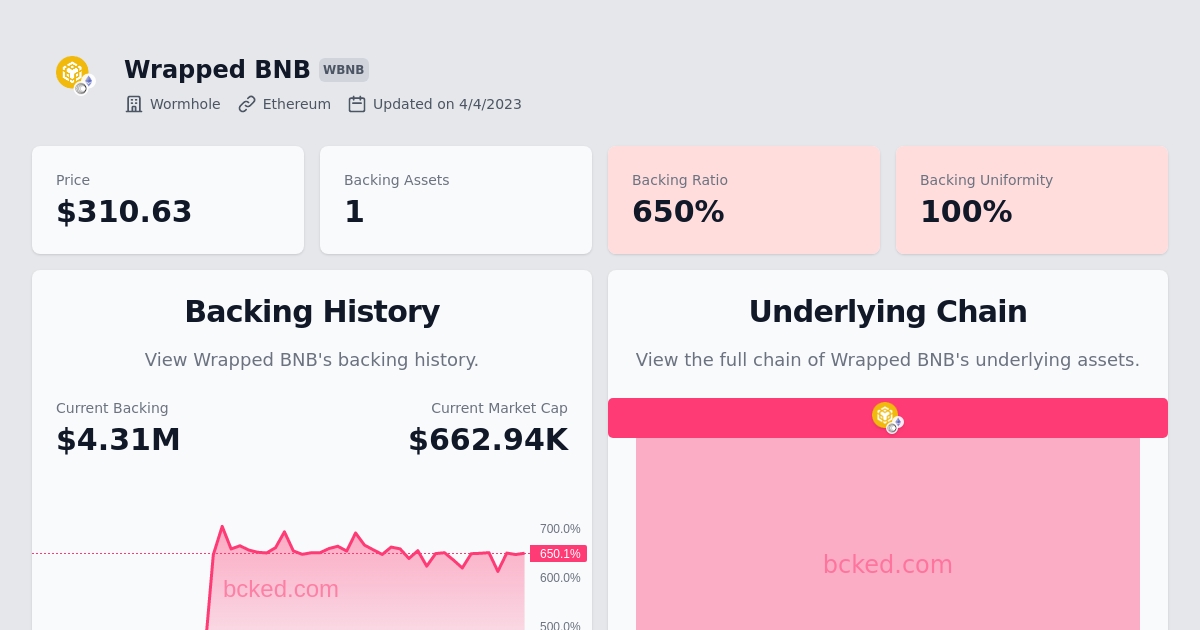 Wrapped BNB WBNB
Wormhole Ethereum Updated on 4/4/2023
Price
$310.63
Backing Assets
1
Backing Ratio
650%
Backing Uniformity
100%
Backing History
View Wrapped BNB's backing history.
Current Backing
$4.31M
Current Market Cap
$662.94K
700.0%
650.1%
600.0%
500.0%
bcked.com
Underlying Chain
View the full chain of Wrapped BNB's underlying assets.
bcked.com